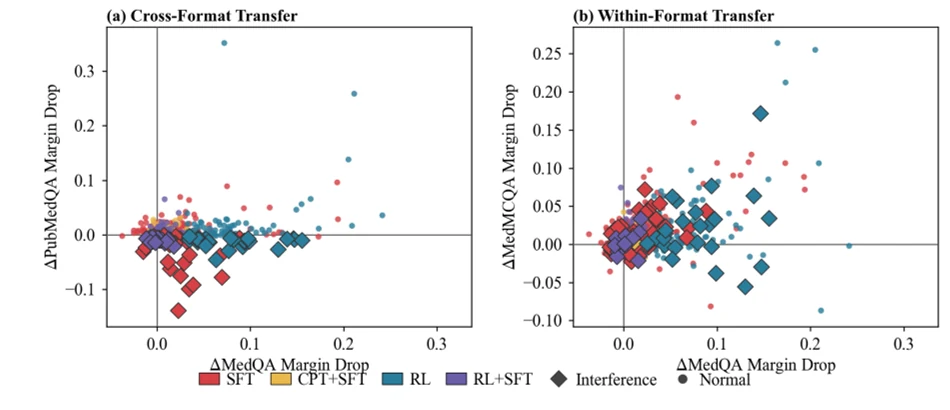 (a) Cross-Format Transfer
(b) Within-Format Transfer
ΔPubMedQA Margin Drop
0.3
0.2
0.1
0.0
−0.1
0.0
0.1
0.2
0.3
ΔMedQA Margin Drop
ΔMedMCQA Margin Drop
0.25
0.20
0.15
0.10
0.05
0.00
−0.05
−0.10
0.0
0.1
0.2
0.3
ΔMedQA Margin Drop
SFT
CPT+SFT
RL
RL+SFT
Interference
Normal